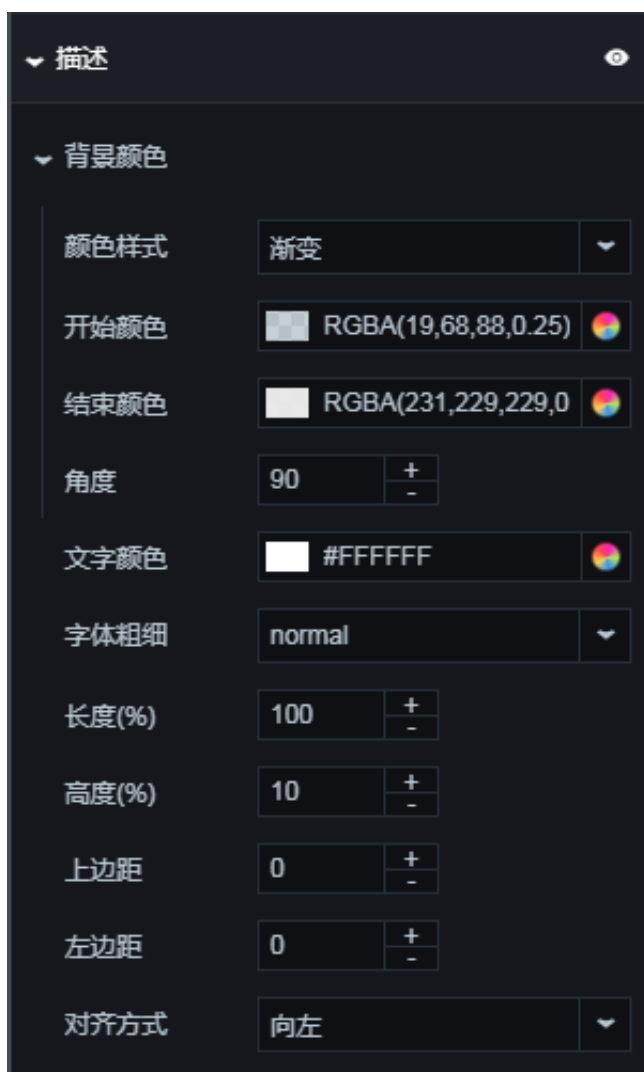 描述
背景颜色
颜色样式 渐变
开始颜色 RGBA(19,68,88,0.25)
结束颜色 RGBA(231,229,229,0
角度 90 + -
文字颜色 #FFFFFF
字体粗细 normal
长度(%) 100 + -
高度(%) 10 + -
上边距 0 + -
左边距 0 + -
对齐方式 向左